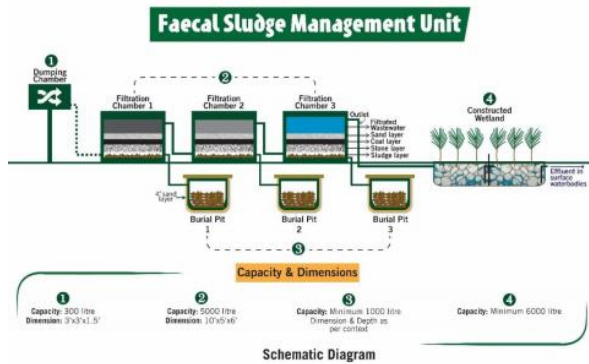 Faecal Sludge Management Unit
1
Dumping
Chamber
2
Filtration
Chamber 1
Filtration
Chamber 2
Filtration
Chamber 3
Outlet
Filtrated
Wastewater
Sand layer
Coal layer
Stone layer
Sludge layer
4
Constructed
Wetland
Effluent in
surface
waterbodies
4" sand
layer
Burial Pit
1
Burial Pit
2
Burial Pit
3
3
Capacity & Dimensions
1
Capacity: 300 litre
Dimension: 3'x3'x1.5'
2
Capacity: 5000 litre
Dimension: 10'x5'x6'
3
Capacity: Minimum 1000 litre
Dimension & Depth as
per context
4
Capacity: Minimum 6000 litre
Schematic Diagram